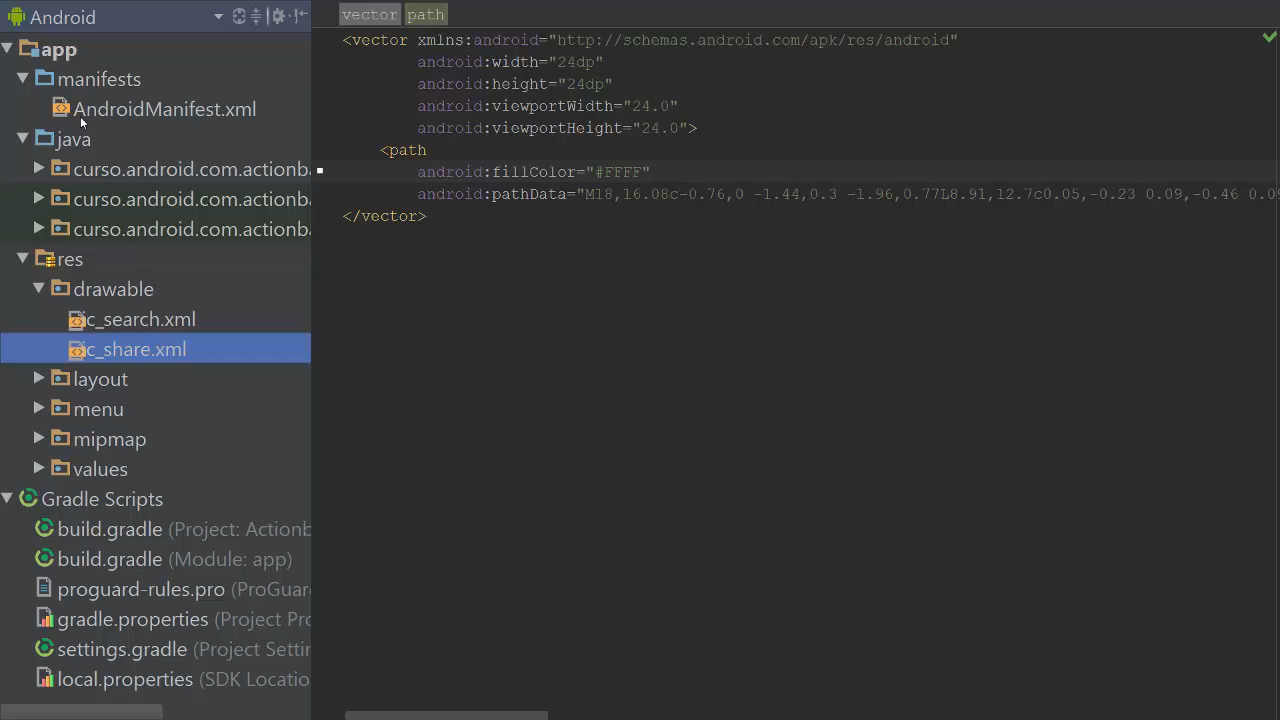 Android
app
manifests
AndroidManifest.xml
java
curso.android.com.actionba
curso.android.com.actionba
curso.android.com.actionba
res
drawable
ic_search.xml
ic_share.xml
layout
menu
mipmap
values
Gradle Scripts
build.gradle (Project: Actionb
build.gradle (Module: app)
proguard-rules.pro (ProGuar
gradle.properties (Project Pro
settings.gradle (Project Settin
local.properties (SDK Locatio
vector path
<vector xmlns:android="http://schemas.android.com/apk/res/android"
android:width="24dp"
android:height="24dp"
android:viewportWidth="24.0"
android:viewportHeight="24.0">
<path
android:fillColor="#FFFF"
android:pathData="M18,16.08c-0.76,0 -1.44,0.3 -1.96,0.77L8.91,12.7c0.05,-0.23 0.09,-0.46 0.09
</vector>